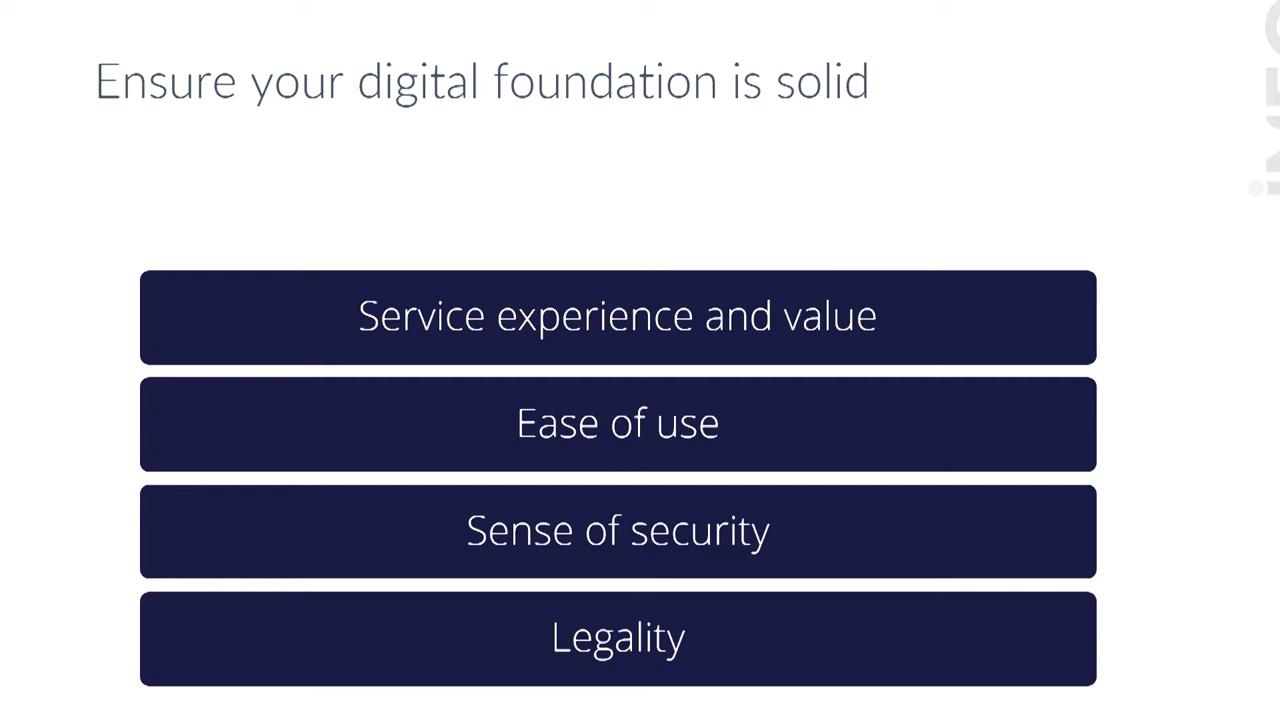 Ensure your digital foundation is solid
Service experience and value
Ease of use
Sense of security
Legality